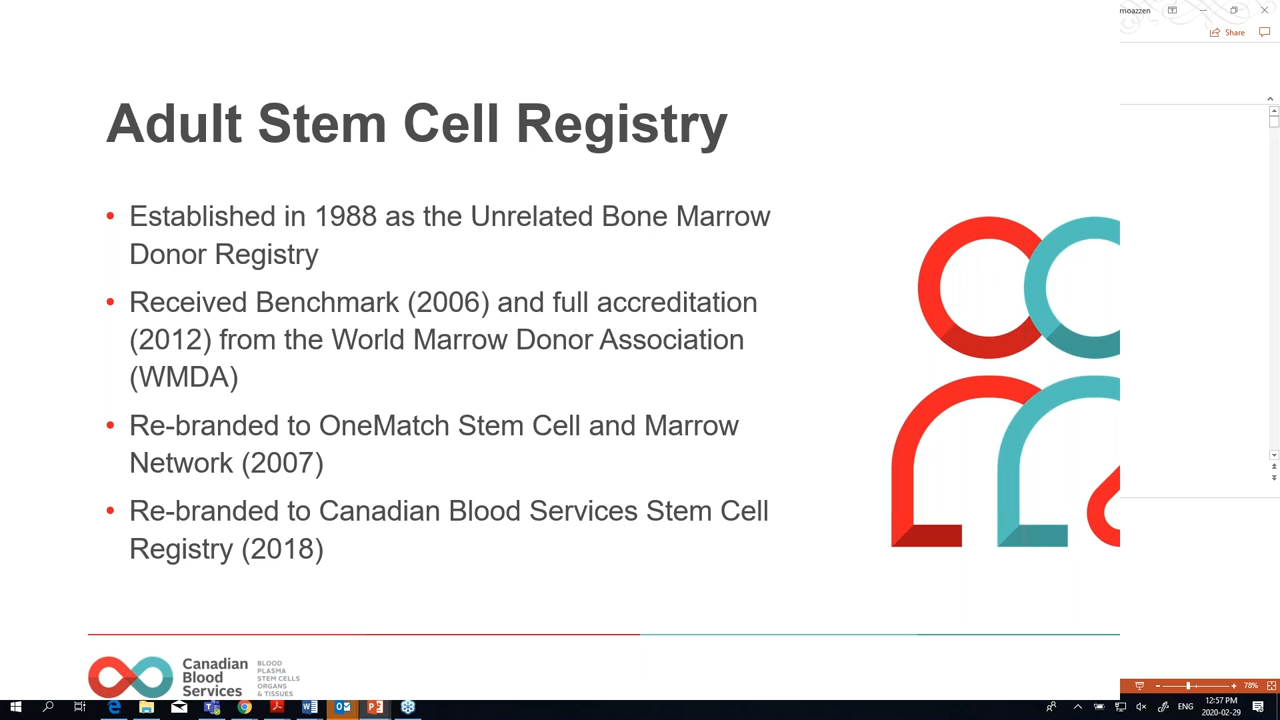 moazzen
Share
Adult Stem Cell Registry
• Established in 1988 as the Unrelated Bone Marrow
Donor Registry
• Received Benchmark (2006) and full accreditation
(2012) from the World Marrow Donor Association
(WMDA)
• Re-branded to OneMatch Stem Cell and Marrow
Network (2007)
• Re-branded to Canadian Blood Services Stem Cell
Registry (2018)
Canadian
Blood
Services
BLOOD
PLASMA
STEM CELLS
ORGANS
& TISSUES
78%
ENG
12:57 PM
2020-02-29